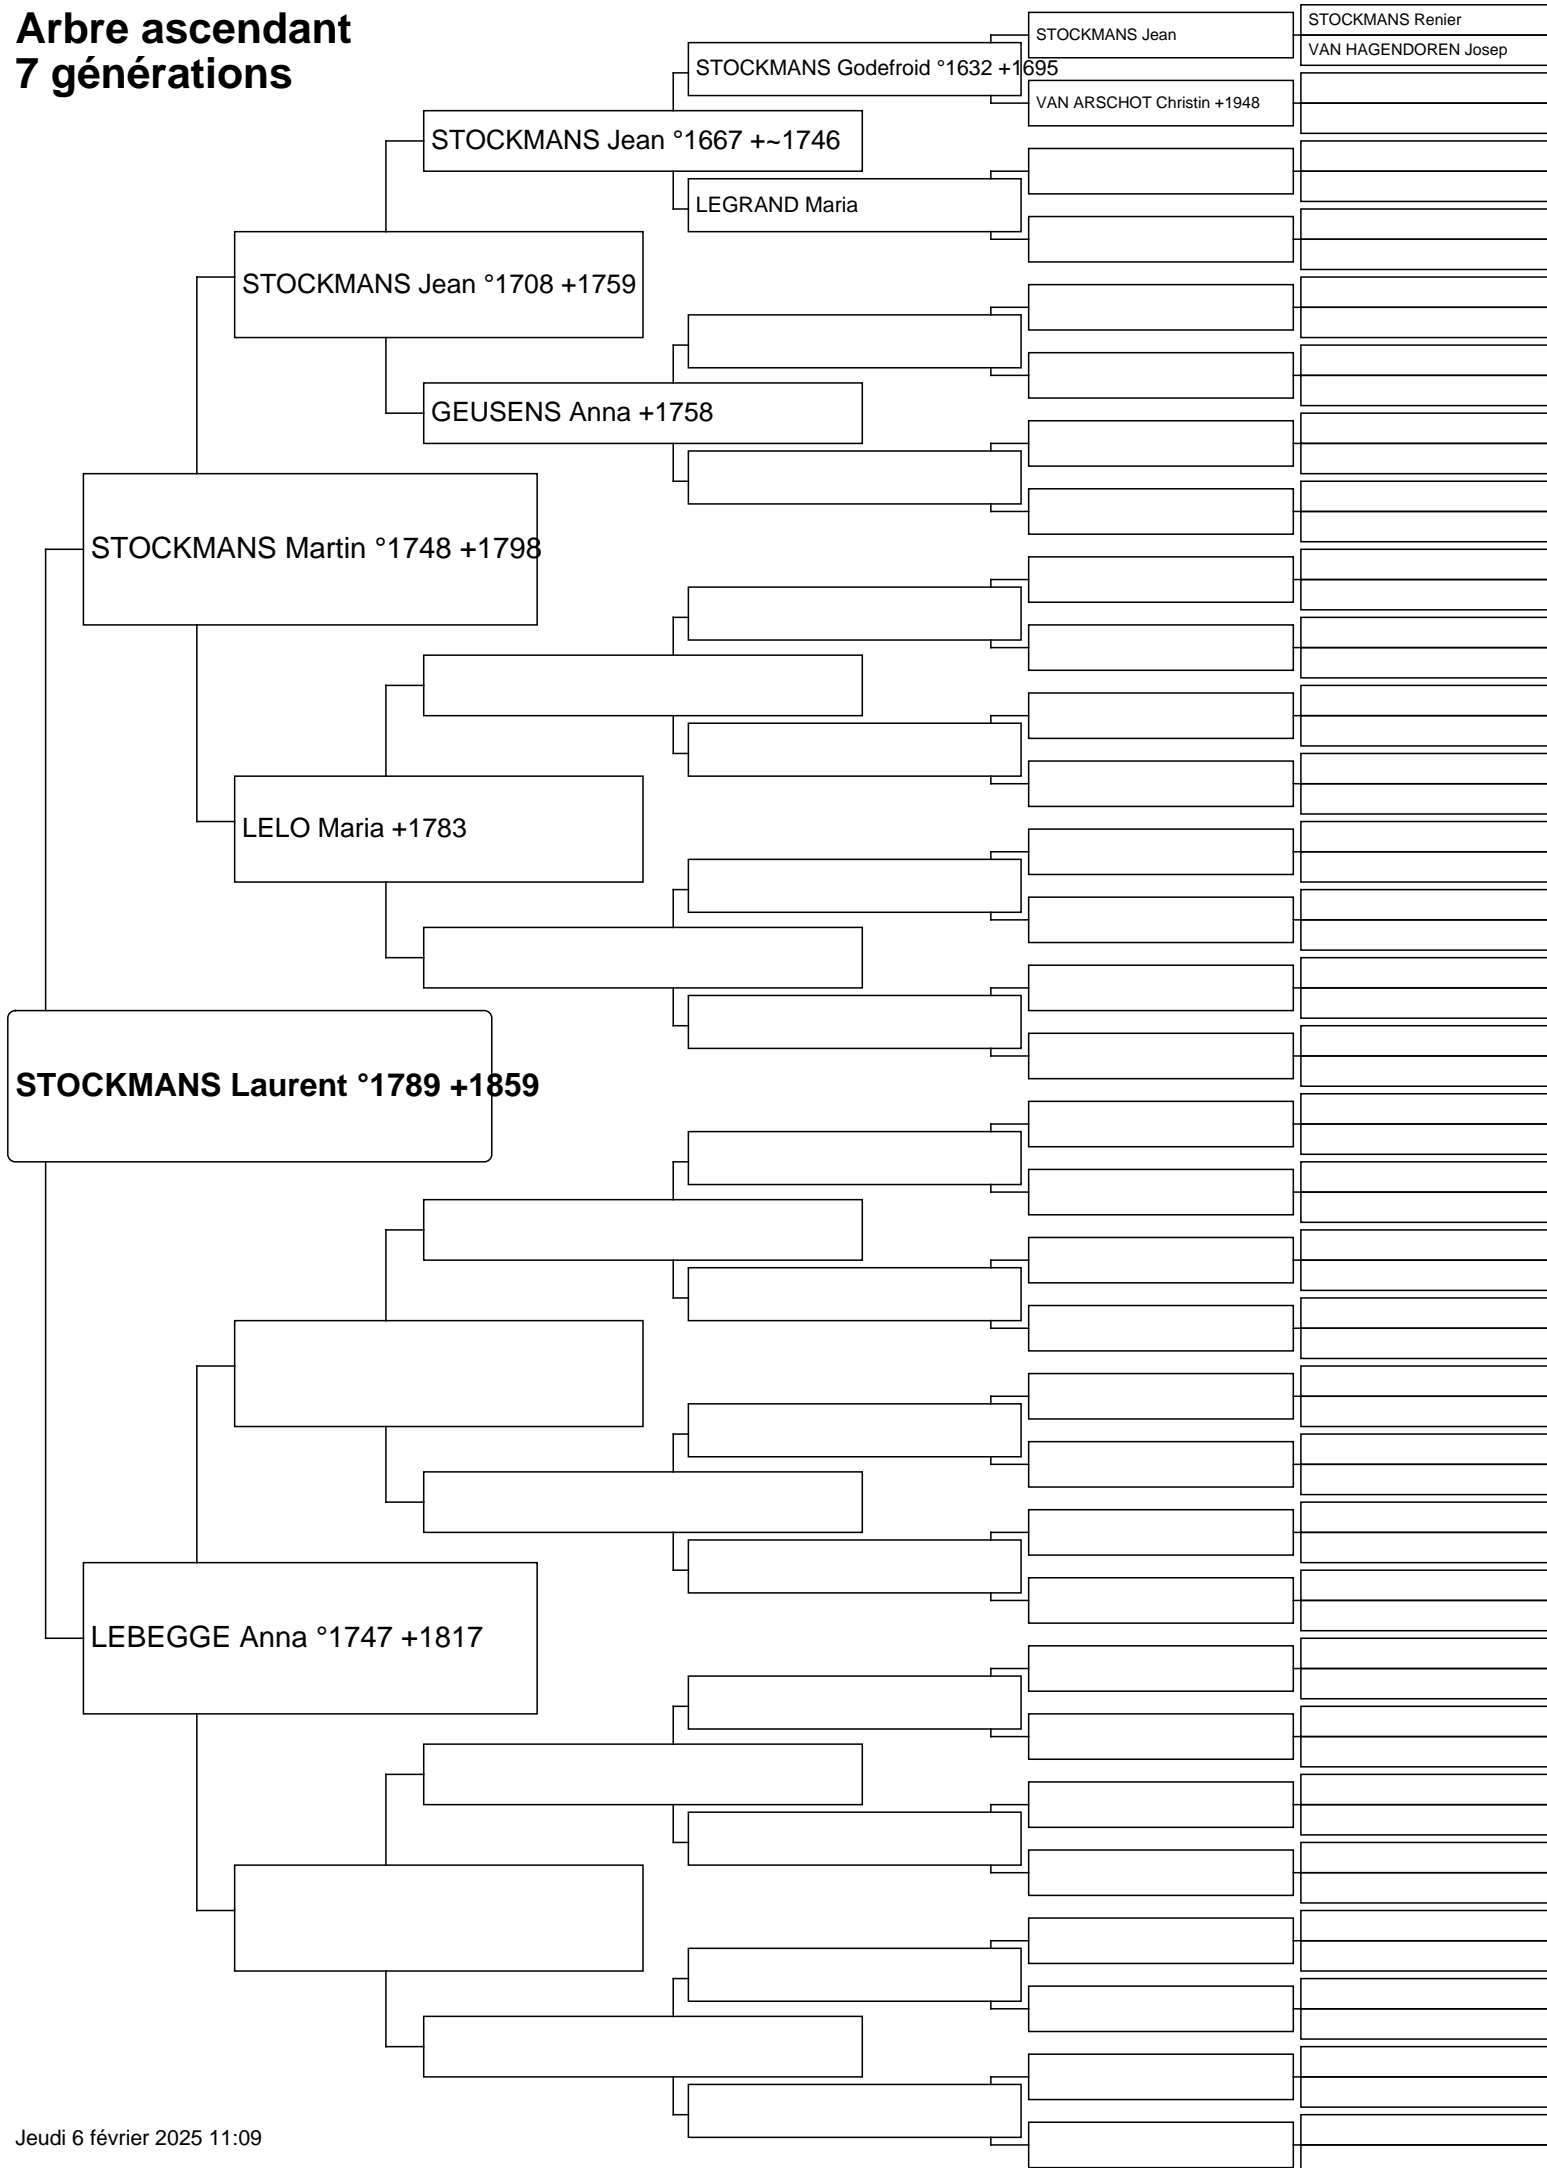 Arbre ascendant
7 générations
STOCKMANS Renier
STOCKMANS Jean
VAN HAGENDOREN Josep
STOCKMANS Godefroid °1632 +1695
VAN ARSCHOT Christin +1948
STOCKMANS Jean °1667 +~1746
LEGRAND Maria
STOCKMANS Jean °1708 +1759
GEUSENS Anna +1758
STOCKMANS Martin °1748 +1798
LELO Maria +1783
STOCKMANS Laurent °1789 +1859
LEBEGGE Anna °1747 +1817
Jeudi 6 février 2025 11:09